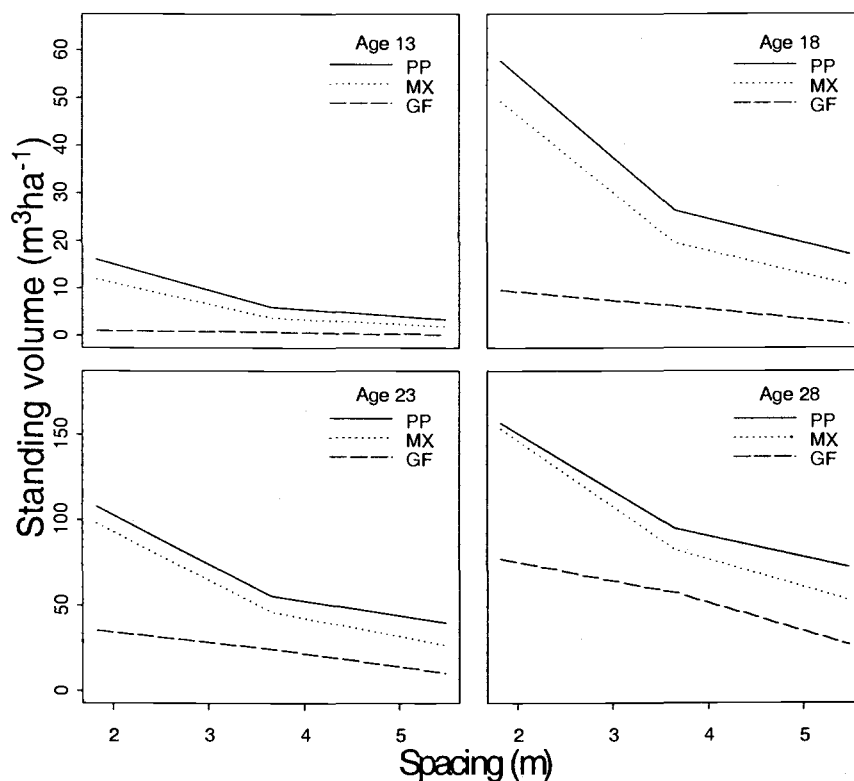 Standing volume (m³ha⁻¹)
60
50
40
30
20
10
0
Age 13
PP
MX
GF
Age 18
PP
MX
GF
150
100
50
0
Age 23
PP
MX
GF
Age 28
PP
MX
GF
2 3 4 5
2 3 4 5
Spacing (m)